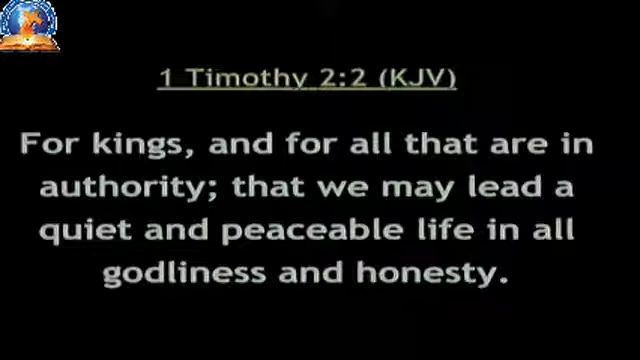 1 Timothy 2:2 (KJV)
For kings, and for all that are in
authority; that we may lead a
quiet and peaceable life in all
godliness and honesty.